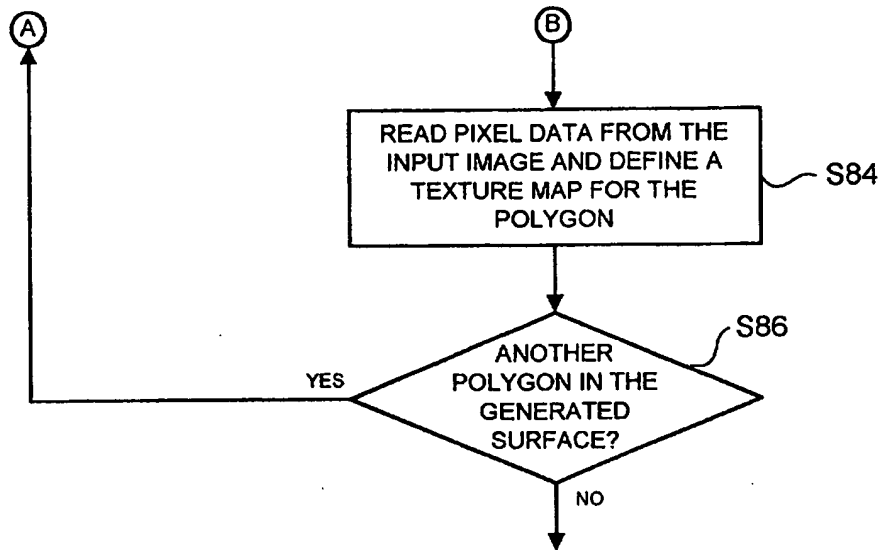 A
B
READ PIXEL DATA FROM THE
INPUT IMAGE AND DEFINE A
TEXTURE MAP FOR THE
POLYGON
S84
S86
ANOTHER
POLYGON IN THE
GENERATED
SURFACE?
YES
NO